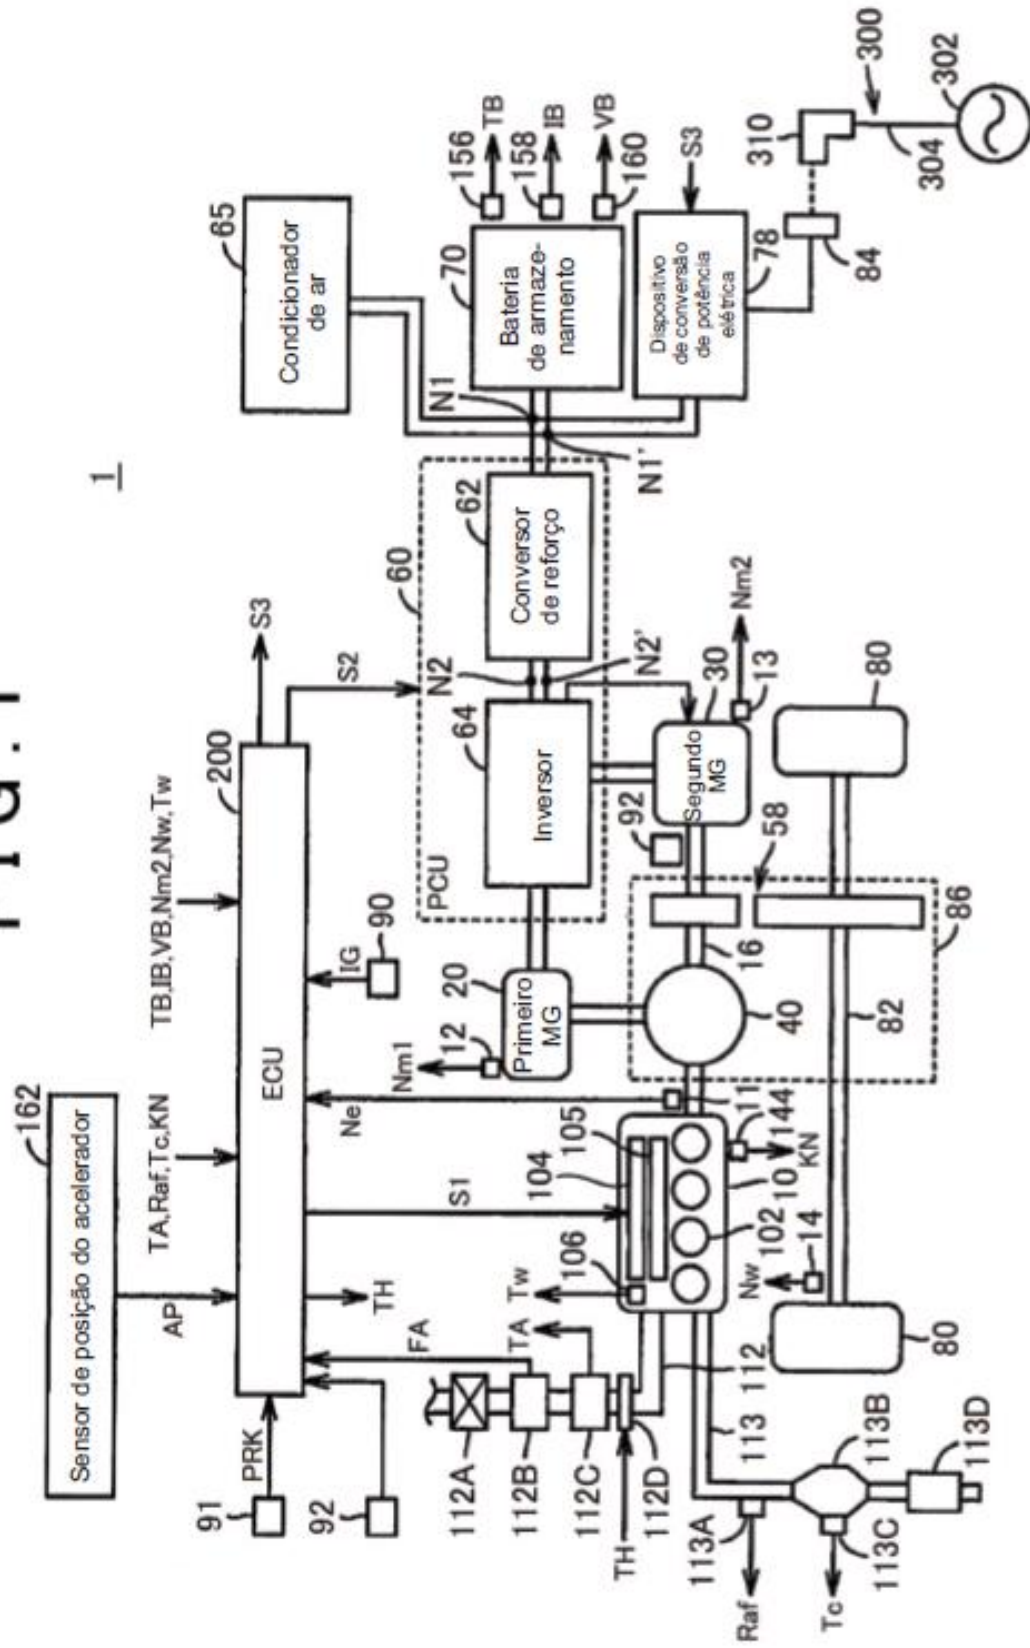 1
162
Sensor de posição do acelerador
AP
TA,Raf,Tc,KN
TB,IB,VB,Nm2,Nw,Tw
200
ECU
S3
S2
91
PRK
92
FA
TH
S1
Ne
IG
90
65
Condicionador
de ar
60
PCU
64
Inversor
N2
N2'
62
Conversor
de reforço
N1
N1'
70
Bateria
de armaze-
namento
156
TB
158
IB
VB
160
S3
Dispositivo
de conversão
de potência
elétrica
78
84
310
300
304
302
Nm1
12
20
Primeiro
MG
92
Segundo
MG
30
13
Nm2
112A
112B
112C
112D
TH
TA
Tw
106
104
105
11
102
10
144
KN
112
113
40
16
58
86
113A
Raf
113B
113C
Tc
113D
Nw
14
80
82
80